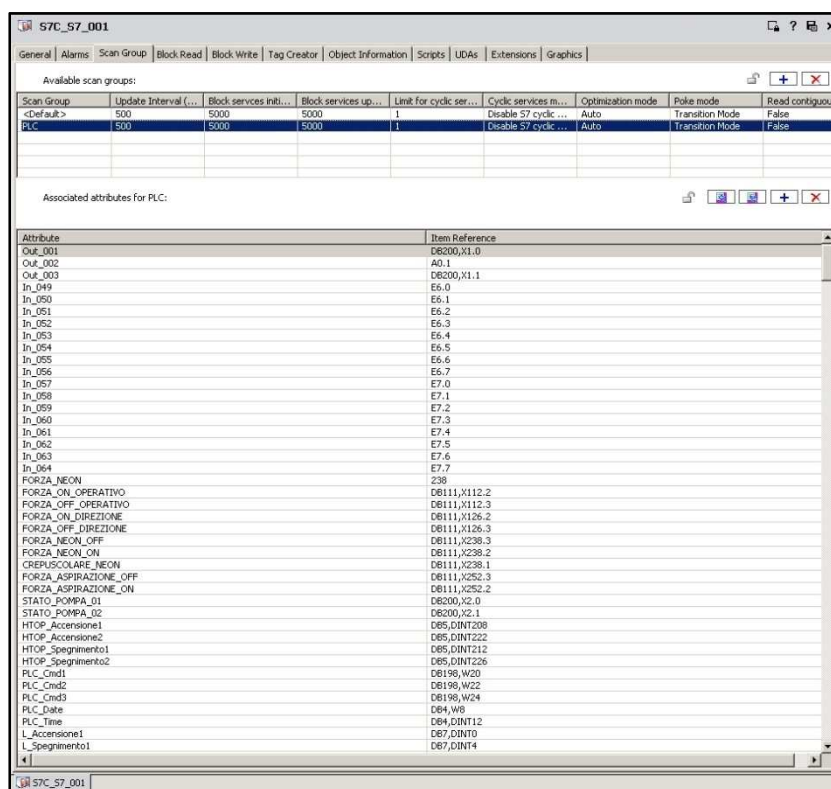 S7C_S7_001
General Alarms Scan Group Block Read Block Write Tag Creator Object Information Scripts UDAs Extensions Graphics
Available scan groups:
Scan Group Update Interval (... Block servces initi... Block services up... Limit for cyclic ser... Cyclic services m... Optimization mode Poke mode Read contiguou
<Default> 500 5000 5000 1 Disable S7 cyclic ... Auto Transition Mode False
PLC 500 5000 5000 1 Disable S7 cyclic ... Auto Transition Mode False
Associated attributes for PLC:
Attribute Item Reference
Out_001 DB200,X1.0
Out_002 A0.1
Out_003 DB200,X1.1
In_049 E6.0
In_050 E6.1
In_051 E6.2
In_052 E6.3
In_053 E6.4
In_054 E6.5
In_055 E6.6
In_056 E6.7
In_057 E7.0
In_058 E7.1
In_059 E7.2
In_060 E7.3
In_061 E7.4
In_062 E7.5
In_063 E7.6
In_064 E7.7
FORZA_NEON 238
FORZA_ON_OPERATIVO DB111,X112.2
FORZA_OFF_OPERATIVO DB111,X112.3
FORZA_ON_DIREZIONE DB111,X126.2
FORZA_OFF_DIREZIONE DB111,X126.3
FORZA_NEON_OFF DB111,X238.3
FORZA_NEON_ON DB111,X238.2
CREPUSCOLARE_NEON DB111,X238.1
FORZA_ASPIRAZIONE_OFF DB111,X252.3
FORZA_ASPIRAZIONE_ON DB111,X252.2
STATO_POMPA_01 DB200,X2.0
STATO_POMPA_02 DB200,X2.1
HTOP_Accensione1 DB5,DINT208
HTOP_Accensione2 DB5,DINT222
HTOP_Spegnimento1 DB5,DINT212
HTOP_Spegnimento2 DB5,DINT226
PLC_Cmd1 DB198,W20
PLC_Cmd2 DB198,W22
PLC_Cmd3 DB198,W24
PLC_Date DB4,W8
PLC_Time DB4,DINT12
L_Accensione1 DB7,DINT0
L_Spegnimento1 DB7,DINT4
S7C_S7_001